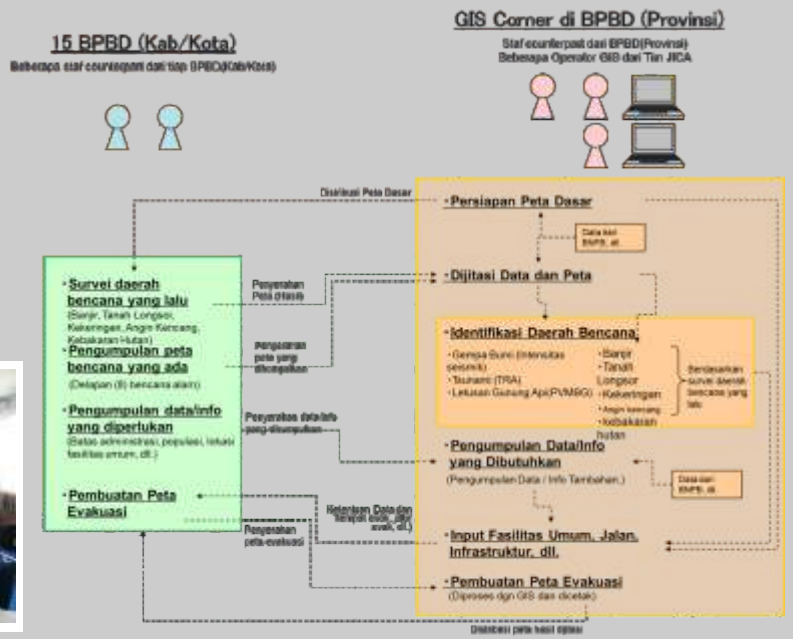 GIS Corner di BPBD (Provinsi)
Staf counterpart dari BPBD(Provinsi)
Beberapa Operator GIS dari Tim JICA
15 BPBD (Kab/Kota)
Beberapa staf counterpart dari tiap BPBD(Kab/Kota)
Distribusi Peta Dasar
·Persiapan Peta Dasar
Data dari
BNPB, dll.
·Dijitasi Data dan Peta
·Survei daerah
bencana yang lalu
(Banjir, Tanah Longsor,
Kekeringan, Angin Kencang,
Kebakaran Hutan)
·Pengumpulan peta
bencana yang ada
(Delapan (8) bencana alam)
·Pengumpulan data/info
yang diperlukan
(Batas administrasi, populasi, lokasi
fasilitas umum, dll.)
·Pembuatan Peta
Evakuasi
Penyerahan
Peta (Hasil)
Penyerahan
peta yang
dikumpulkan
Penyerahan data/info
yang dikumpulkan
Ketentuan Data dan
Penyerahan
peta evakuasi
·Identifikasi Daerah Bencana
·Gempa Bumi (Intensitas
seismik)
·Tsunami (TRA)
·Letusan Gunung Api(PVMBG)
·Banjir
·Tanah
Longsor
·Kekeringan
·Angin kencang
·kebakaran
hutan
Berdasarkan
survei daerah
bencana yang
lalu
·Pengumpulan Data/Info
yang Dibutuhkan
(Pengumpulan Data / Info Tambahan,)
Data dari
BNPB, dll.
·Input Fasilitas Umum, Jalan,
Infrastruktur, dll.
·Pembuatan Peta Evakuasi
(Diproses dgn GIS dan dicetak)
Distribusi peta hasil dijitasi